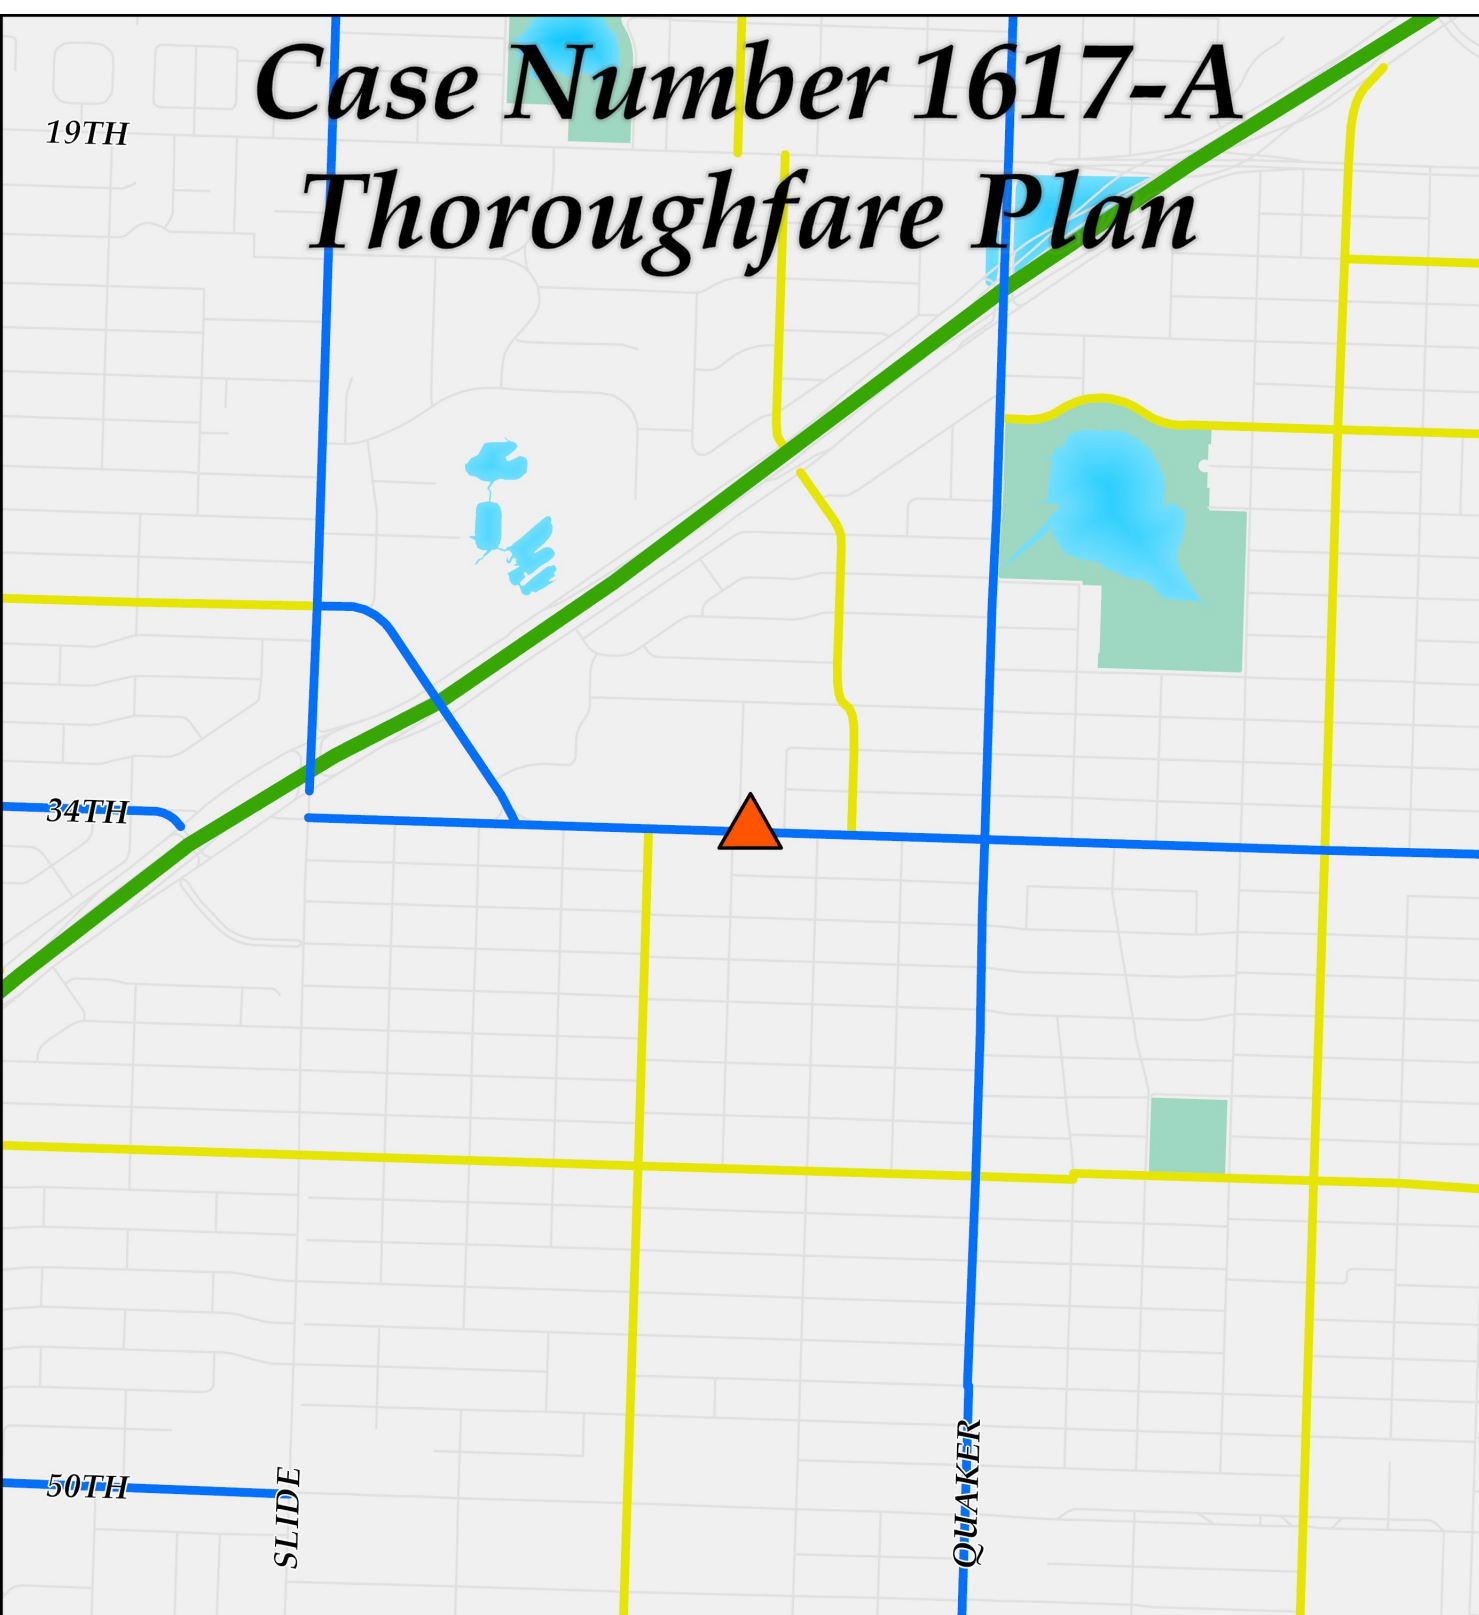 Case Number 1617-A
Thoroughfare Plan
19TH
34TH
50TH
SLIDE
QUAKER